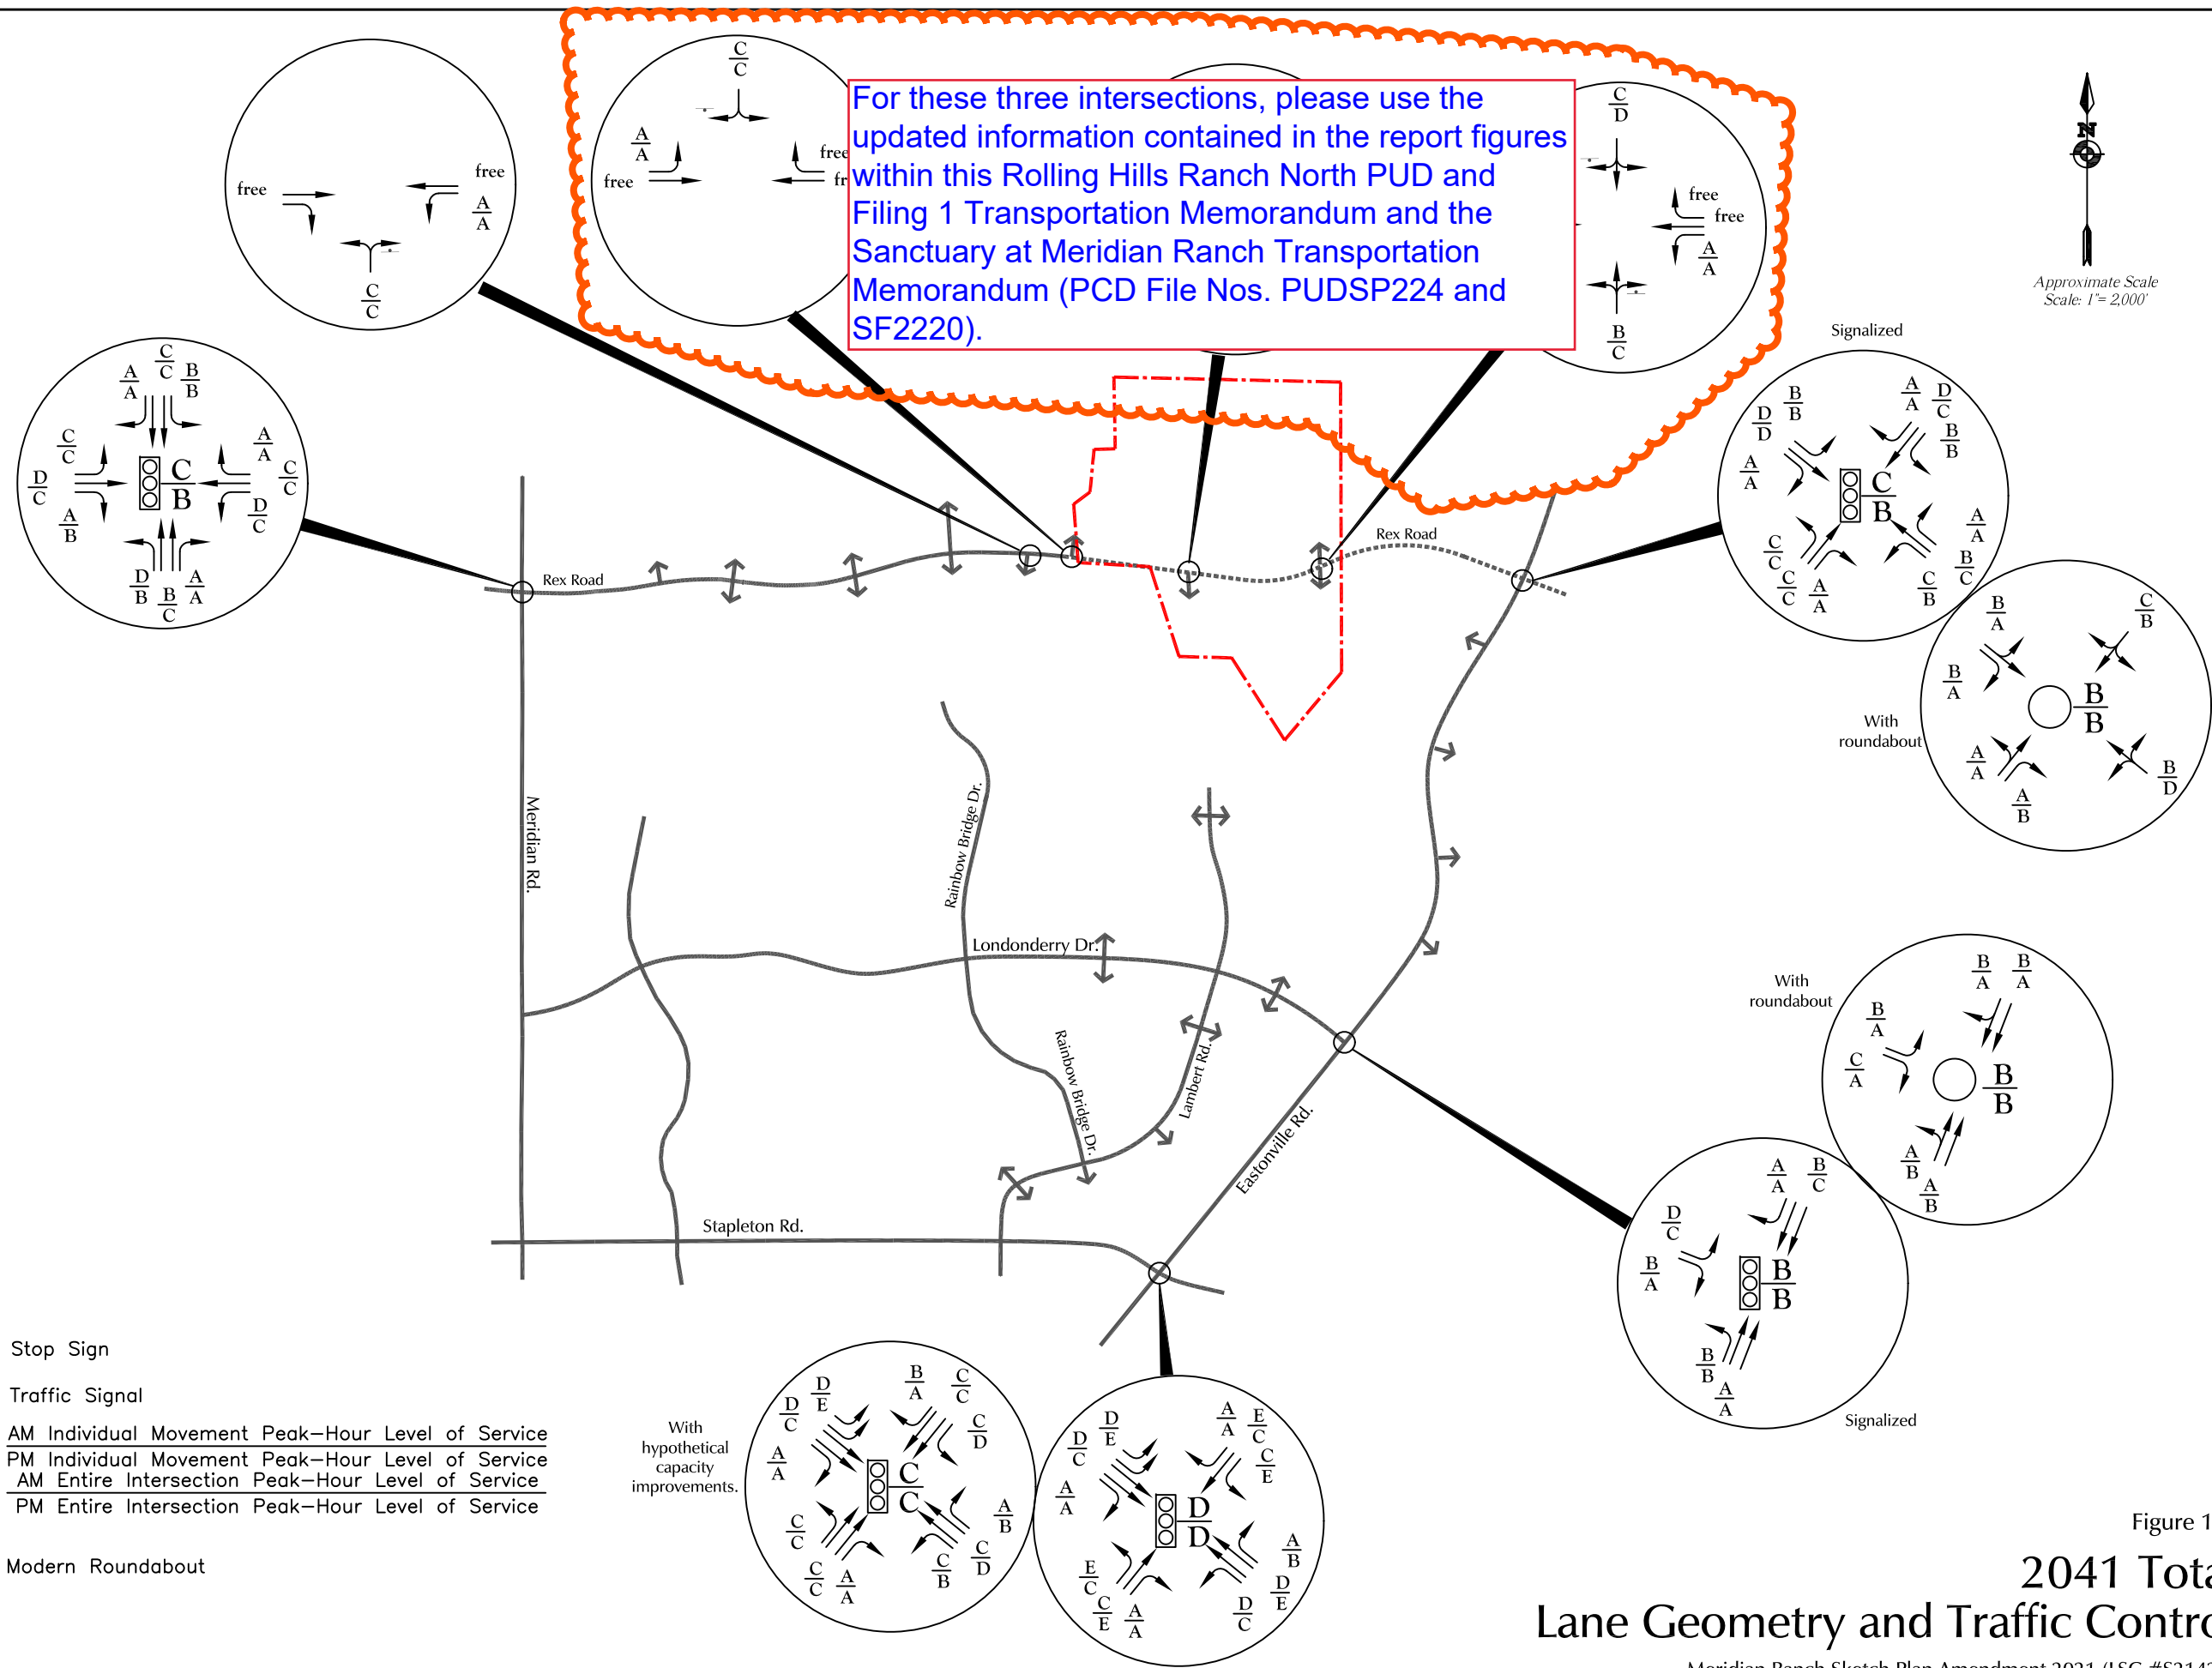 C
C
free
free
A
A
C
C
A
A
free
free
For these three intersections, please use the
updated information contained in the report figures
within this Rolling Hills Ranch North PUD and
Filing 1 Transportation Memorandum and the
Sanctuary at Meridian Ranch Transportation
Memorandum (PCD File Nos. PUDSP224 and
SF2220).
C
D
free
free
A
A
B
C
N
Approximate Scale
Scale: 1"= 2,000'
A
A
C
C
B
B
C
C
D
C
A
B
C
B
A
A
C
C
D
C
D
B
B
C
A
A
Signalized
B
B
D
D
A
A
A
A
D
C
B
B
C
B
C
C
C
C
A
A
A
A
B
C
C
B
With
roundabout
B
A
B
A
C
B
B
B
A
A
A
B
B
D
Rex Road
Rex Road
Meridian Rd.
Rainbow Bridge Dr.
Londonderry Dr.
Rainbow Bridge Dr.
Lambert Rd.
Eastonville Rd.
Stapleton Rd.
With
roundabout
B
A
B
A
B
A
C
A
B
B
A
B
A
B
A
A
B
C
D
C
B
A
B
B
B
B
A
A
Signalized
Stop Sign
Traffic Signal
AM Individual Movement Peak-Hour Level of Service
PM Individual Movement Peak-Hour Level of Service
AM Entire Intersection Peak-Hour Level of Service
PM Entire Intersection Peak-Hour Level of Service
Modern Roundabout
With
hypothetical
capacity
improvements.
D
E
D
C
A
A
B
A
C
C
C
D
C
C
C
C
C
C
A
A
A
B
C
D
C
B
D
E
D
C
A
A
A
A
E
C
C
E
D
D
E
C
C
E
A
A
A
B
D
E
D
C
Figure 1
2041 Tota
Lane Geometry and Traffic Contro